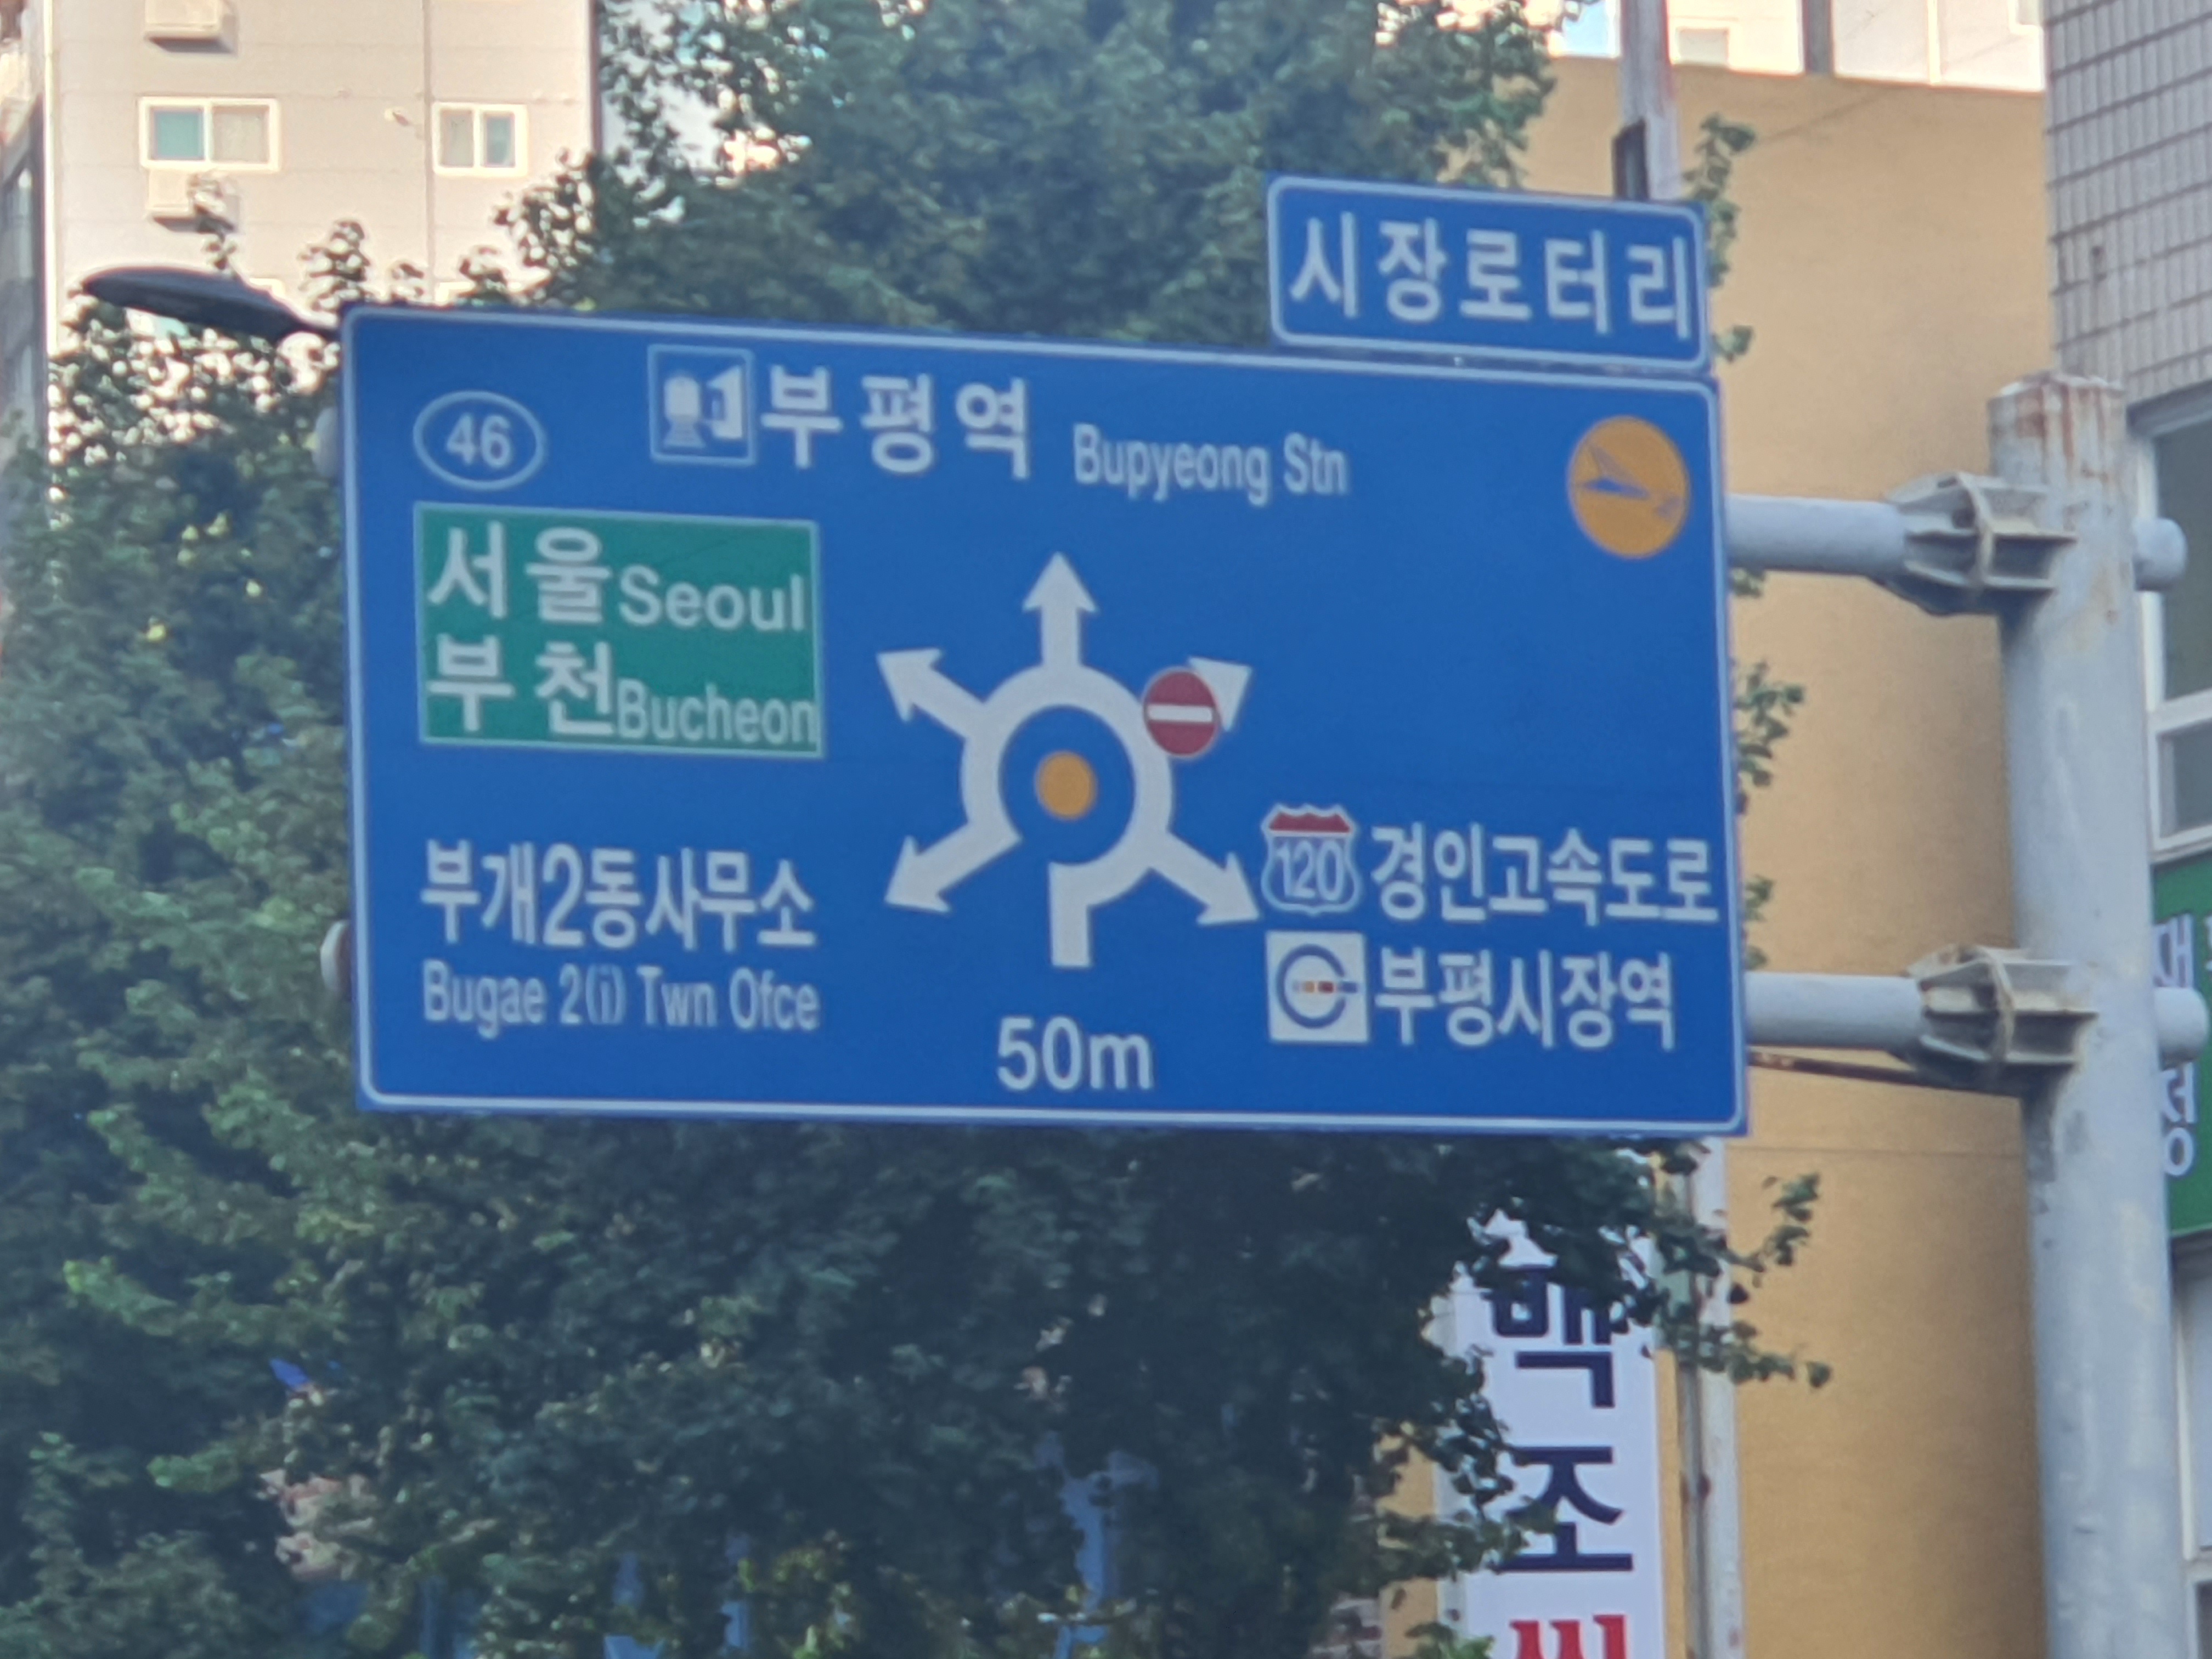 시장로터리
46
부평역 Bupyeong Stn
서울 Seoul
부천 Bucheon
부개2동사무소
Bugae 2(i) Twn Ofce
120 경인고속도로
부평시장역
50m
백
조